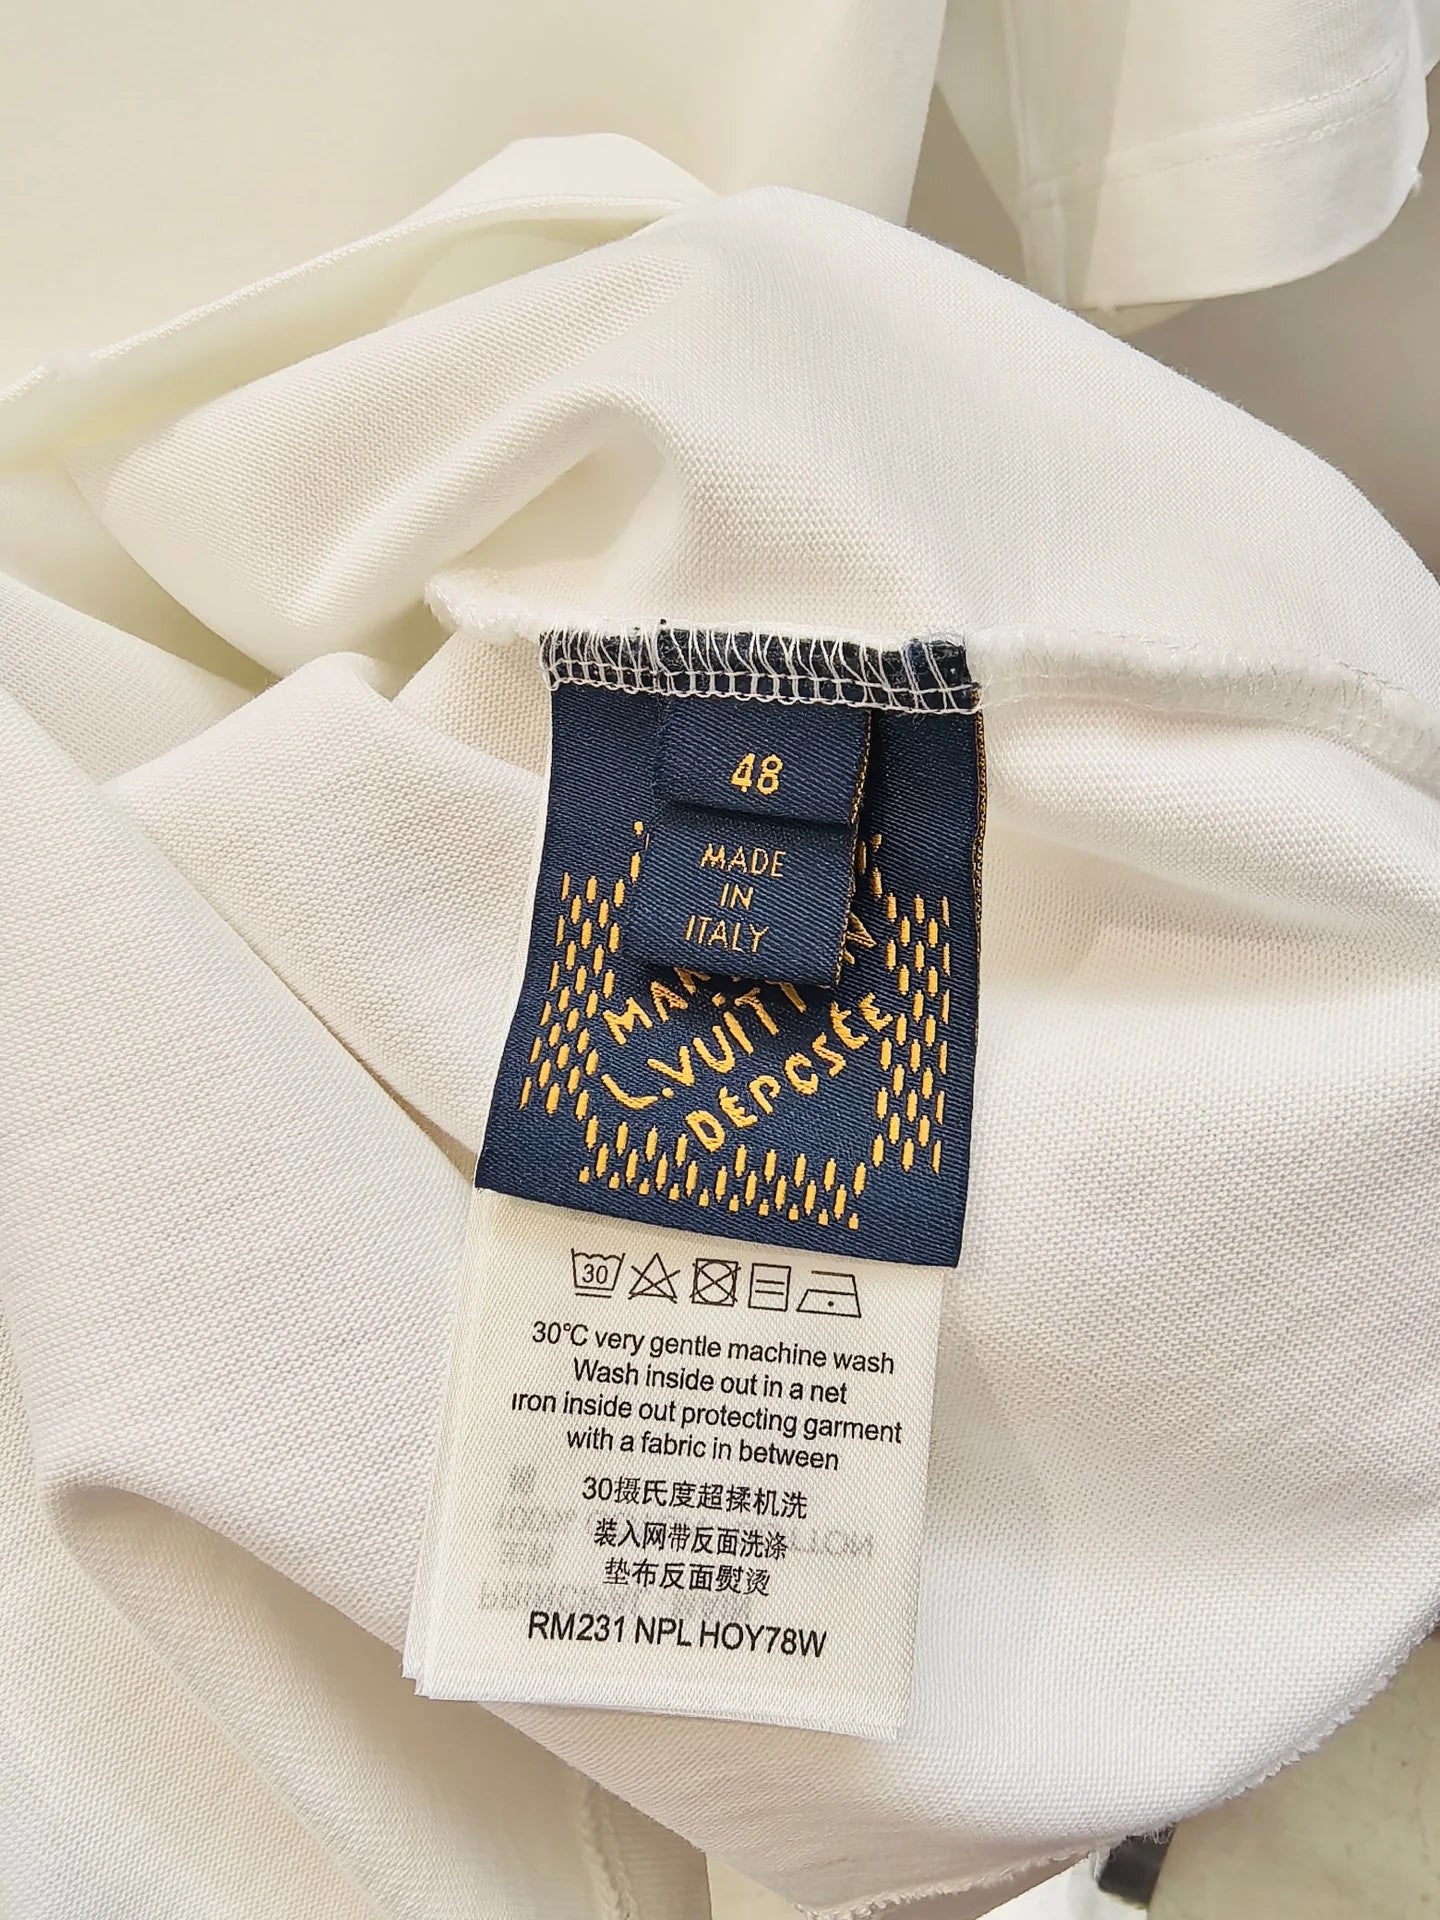 48
MADE
IN
ITALY
L.VUITT
DÉPOSÉE
30
30°C very gentle machine wash
Wash inside out in a net
Iron inside out protecting garment
with a fabric in between
30摄氏度超揉机洗
装入网带反面洗涤
垫布反面熨烫
RM231 NPL HOY78W